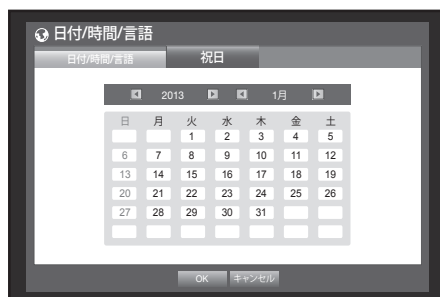 日付/時間/言語
日付/時間/言語 祝日
2013 1月
日 月 火 水 木 金 土
1 2 3 4 5
6 7 8 9 10 11 12
13 14 15 16 17 18 19
20 21 22 23 24 25 26
27 28 29 30 31
OK キャンセル